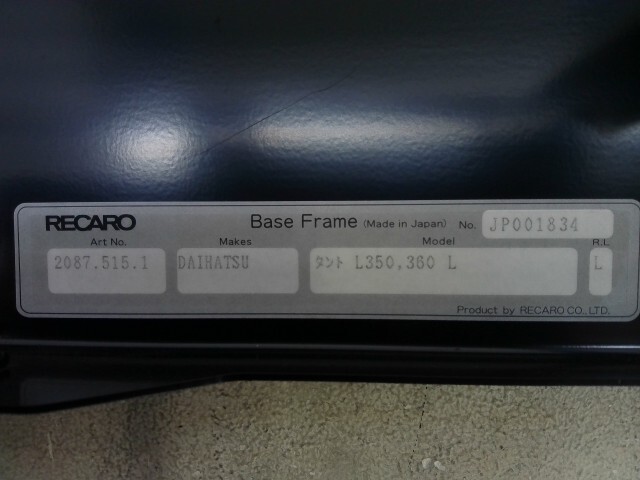 RECARO Base Frame (Made in Japan) No. JP001834
Art No. Makes Model R.L
2087.515.1 DAIHATSU タント L350,360 L L
Product by RECARO CO., LTD.